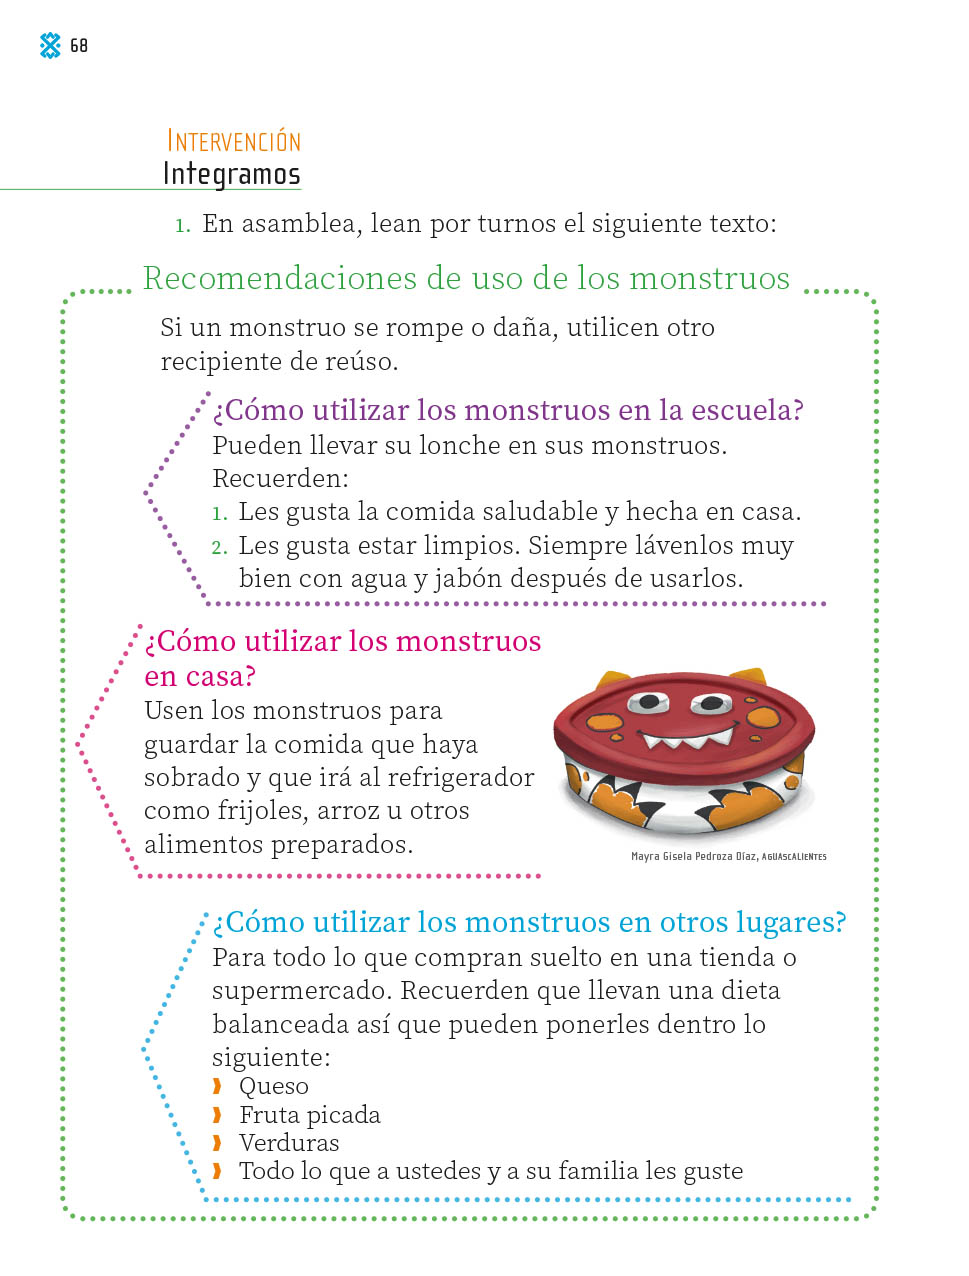 68
INTERVENCIÓN
Integramos
1. En asamblea, lean por turnos el siguiente texto:
Recomendaciones de uso de los monstruos
Si un monstruo se rompe o daña, utilicen otro
recipiente de reúso.
¿Cómo utilizar los monstruos en la escuela?
Pueden llevar su lonche en sus monstruos.
Recuerden:
1. Les gusta la comida saludable y hecha en casa.
2. Les gusta estar limpios. Siempre lávenlos muy
bien con agua y jabón después de usarlos.
¿Cómo utilizar los monstruos
en casa?
Usen los monstruos para
guardar la comida que haya
sobrado y que irá al refrigerador
como frijoles, arroz u otros
alimentos preparados.
Mayra Gisela Pedroza Díaz, AGUASCALIENTES
¿Cómo utilizar los monstruos en otros lugares?
Para todo lo que compran suelto en una tienda o
supermercado. Recuerden que llevan una dieta
balanceada así que pueden ponerles dentro lo
siguiente:
Queso
Fruta picada
Verduras
Todo lo que a ustedes y a su familia les guste